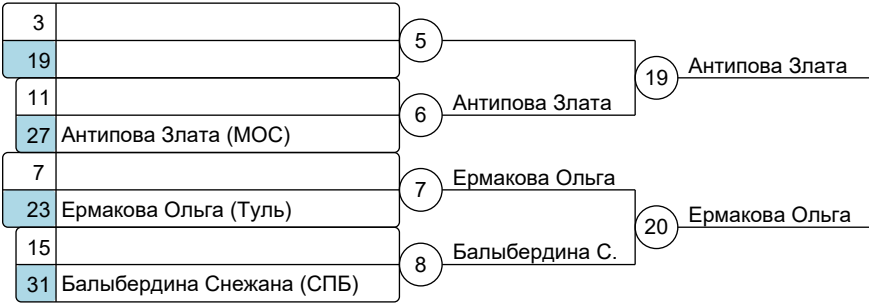 3
5
19
19 Антипова Злата
11
6 Антипова Злата
27 Антипова Злата (МОС)
7
7 Ермакова Ольга
23 Ермакова Ольга (Туль)
20 Ермакова Ольга
15
8 Балыбердина С.
31 Балыбердина Снежана (СПБ)